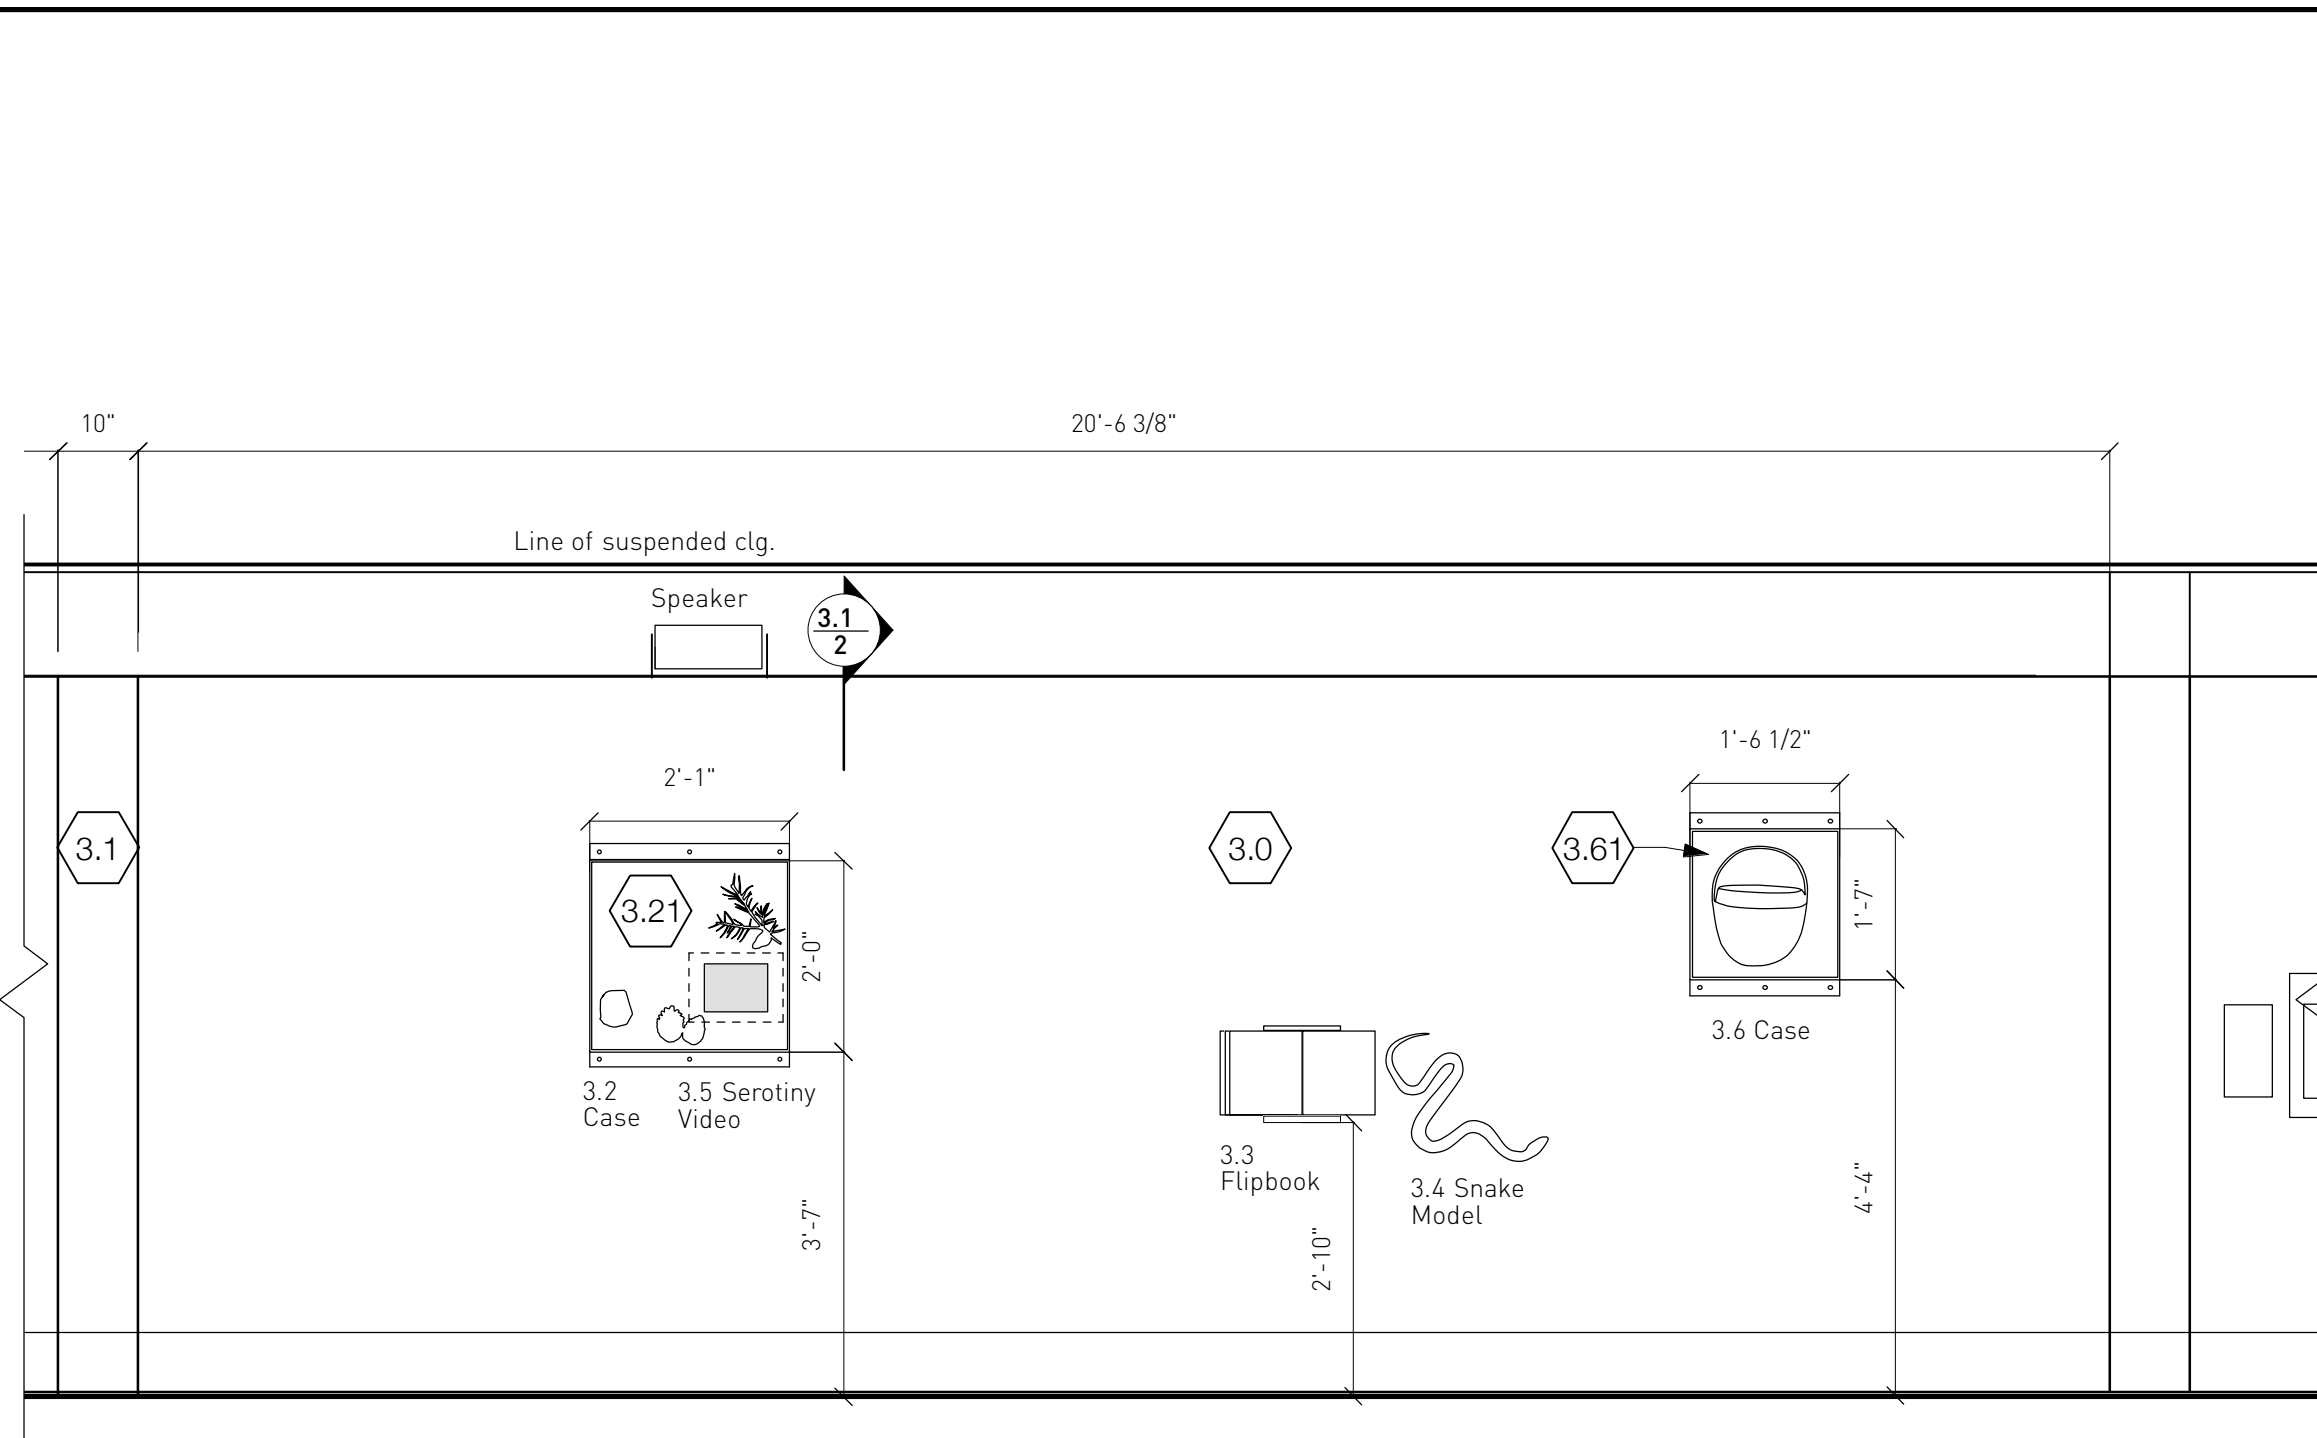 10"
20'-6 3/8"
Line of suspended clg.
Speaker
3.1
2
1'-6 1/2"
2'-1"
3.1
3.0
3.61
3.21
1'-7"
2'-0"
3.6 Case
3.2
Case
3.5 Serotiny
Video
3.3
Flipbook
3.4 Snake
Model
4'-4"
3'-7"
2'-10"